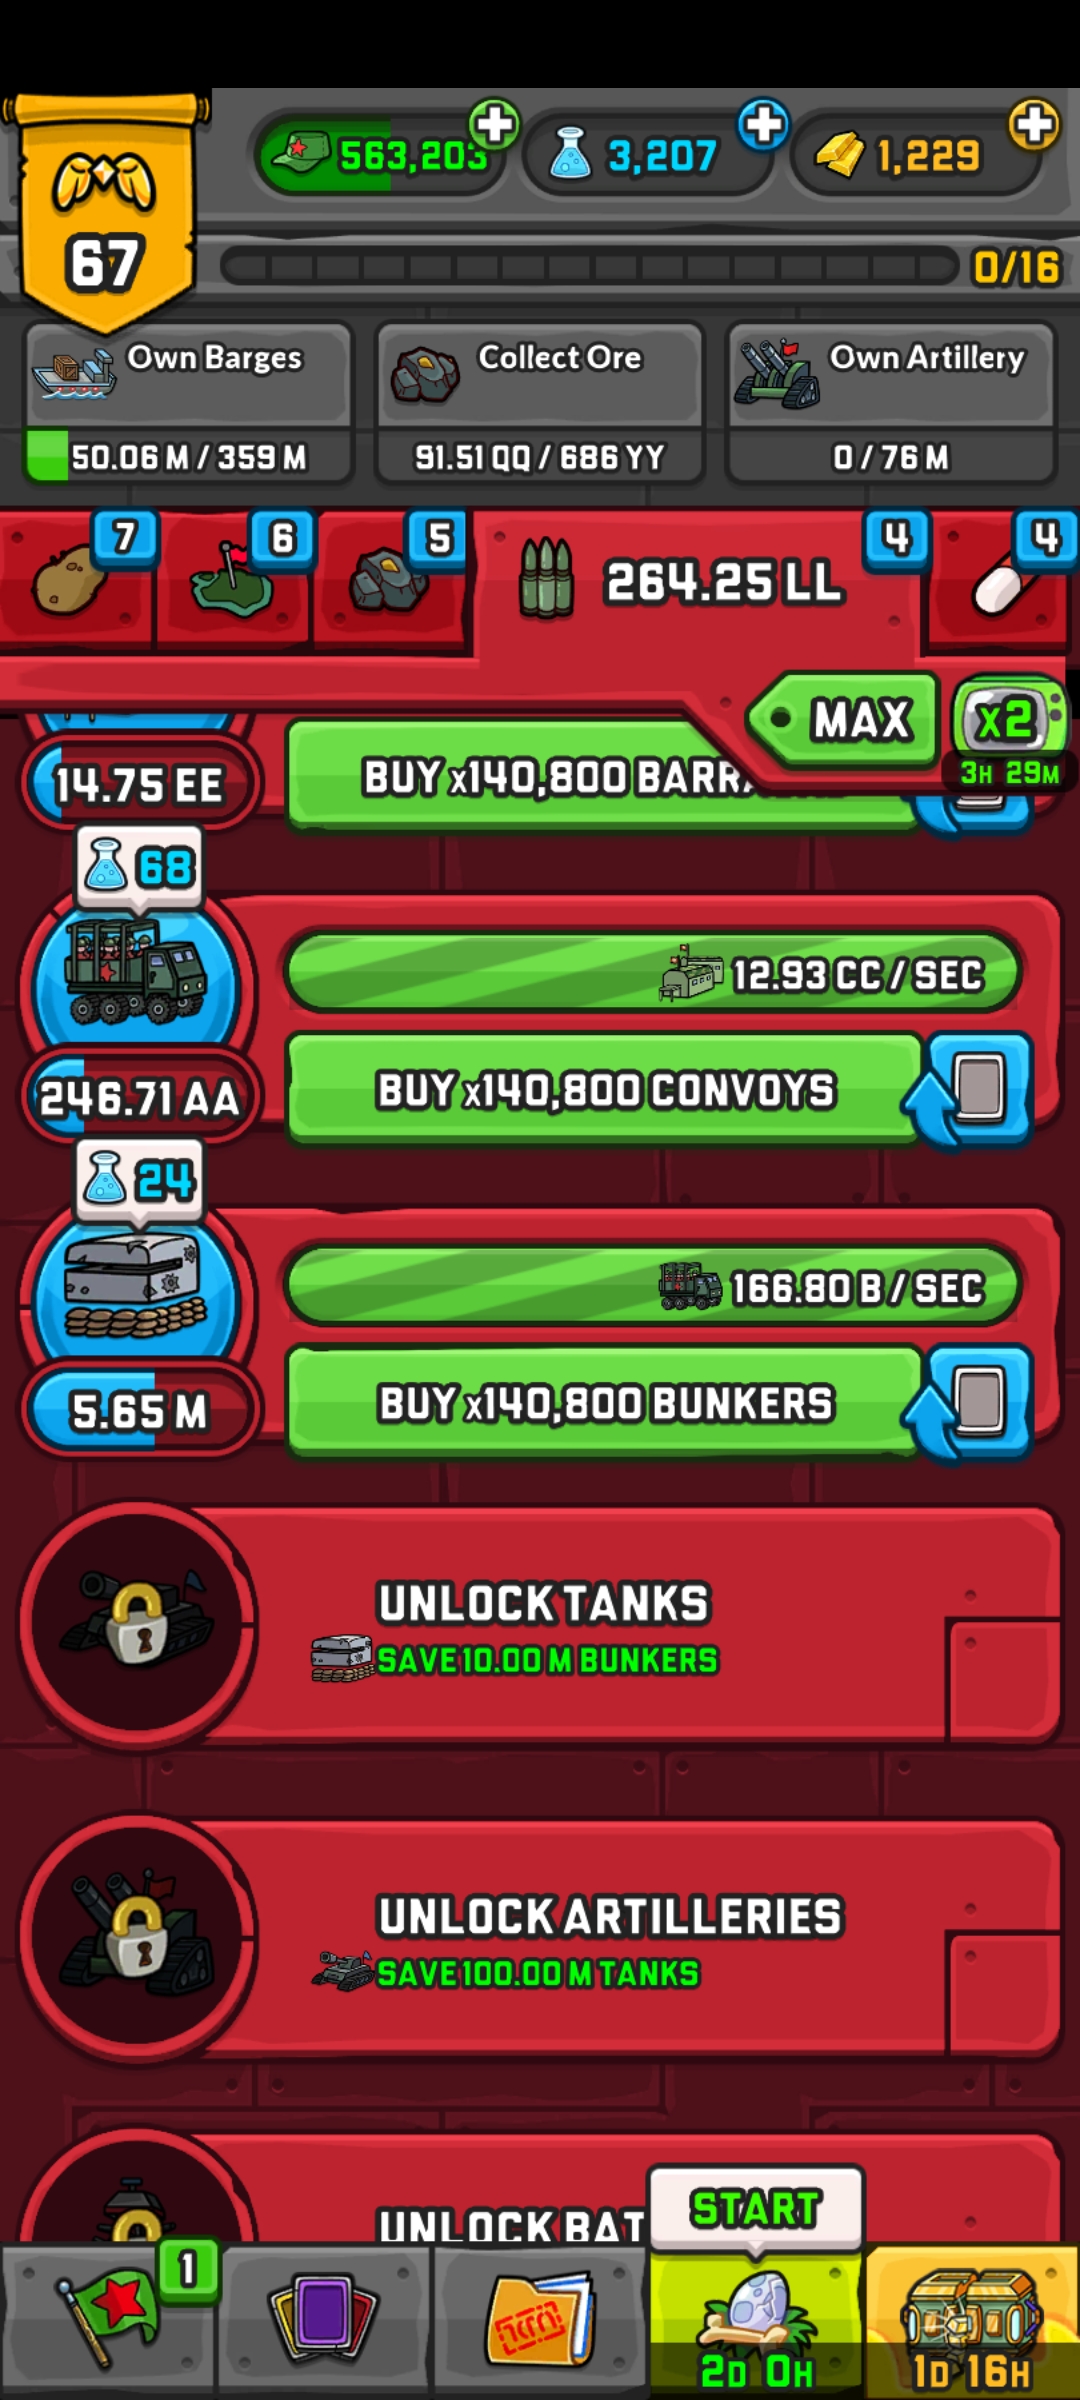 563,203
3,207
1,229
67
0/16
Own Barges
50.06 M / 359 M
Collect Ore
91.51 QQ / 686 YY
Own Artillery
0 / 76 M
7
6
5
264.25 LL
4
4
MAX
x2
3H 29M
14.75 EE
BUY x140,800
68
12.93 CC / SEC
246.71 AA
BUY x140,800 CONVOYS
24
166.80 B / SEC
5.65 M
BUY x140,800 BUNKERS
UNLOCK TANKS
SAVE 10.00 M BUNKERS
UNLOCK ARTILLERIES
SAVE 100.00 M TANKS
UNLOCK BAT
START
1
2D 0H
1D 16H